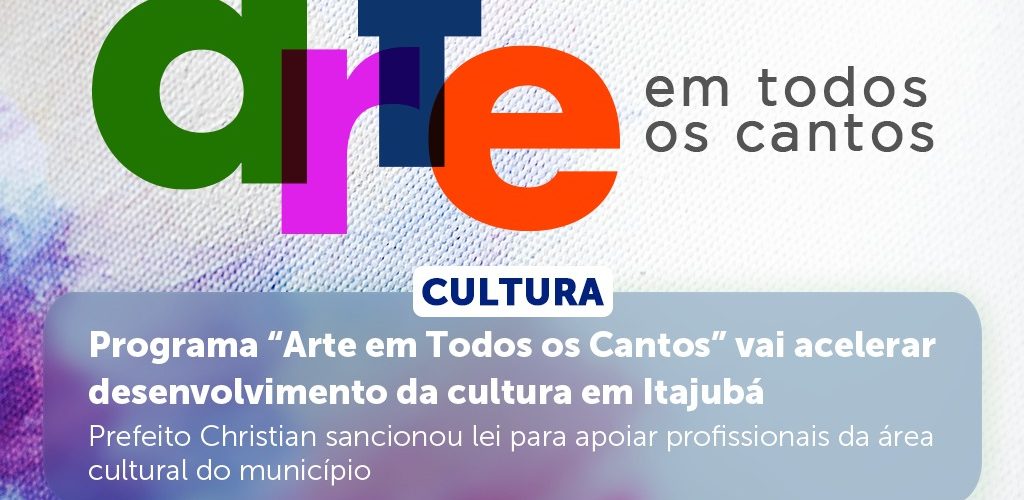 arTe
em todos
os cantos
CULTURA
Programa “Arte em Todos os Cantos” vai acelerar
desenvolvimento da cultura em Itajubá
Prefeito Christian sancionou lei para apoiar profissionais da área
cultural do município